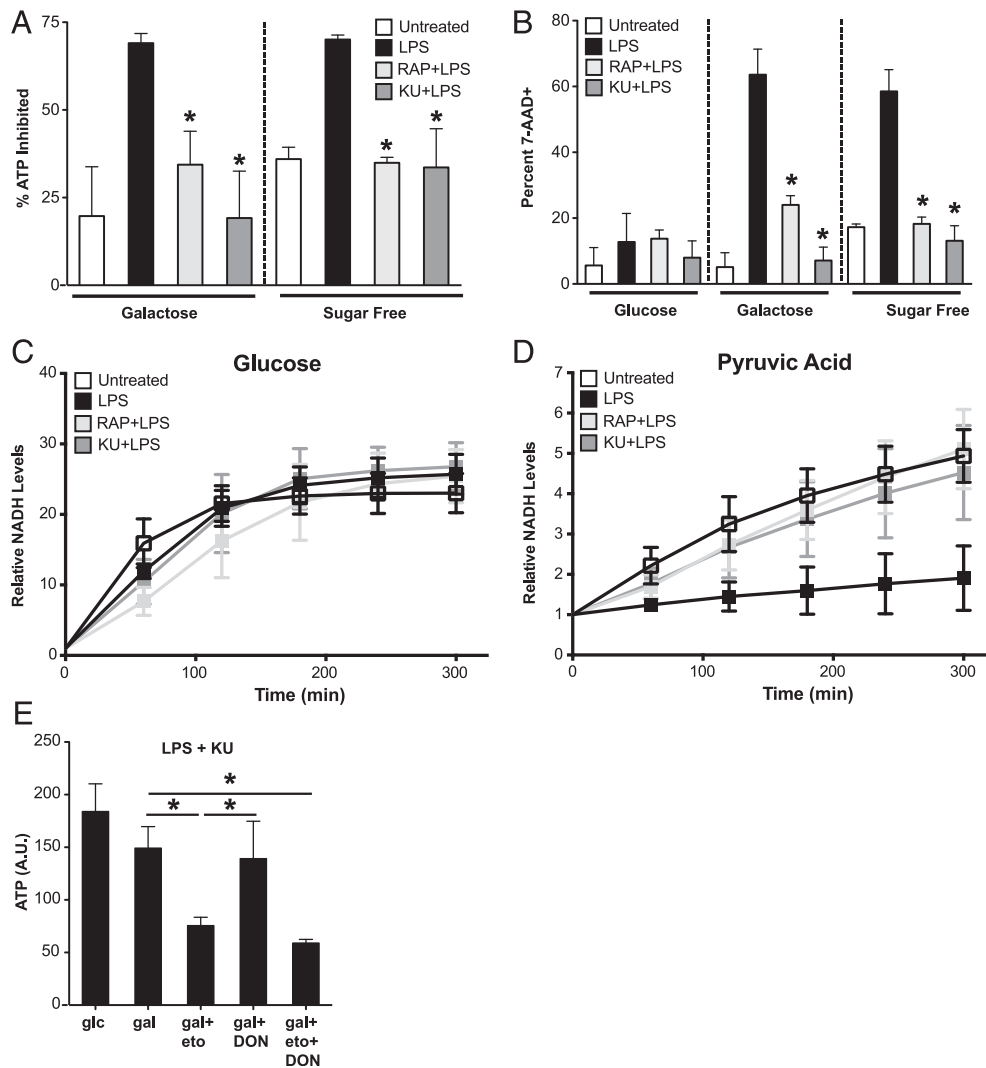 A
% ATP Inhibited
75
50
25
0
Untreated
LPS
RAP+LPS
KU+LPS
*
*
*
*
Galactose
Sugar Free
B
Percent 7-AAD+
80
60
40
20
0
Untreated
LPS
RAP+LPS
KU+LPS
*
*
*
*
Glucose
Galactose
Sugar Free
C
Glucose
Relative NADH Levels
40
30
20
10
0
Untreated
LPS
RAP+LPS
KU+LPS
0
100
200
300
Time (min)
D
Pyruvic Acid
Relative NADH Levels
7
6
5
4
3
2
1
0
Untreated
LPS
RAP+LPS
KU+LPS
0
100
200
300
Time (min)
E
LPS + KU
ATP (A.U.)
250
200
150
100
50
0
*
*
*
glc
gal
gal+
eto
gal+
DON
gal+
eto+
DON